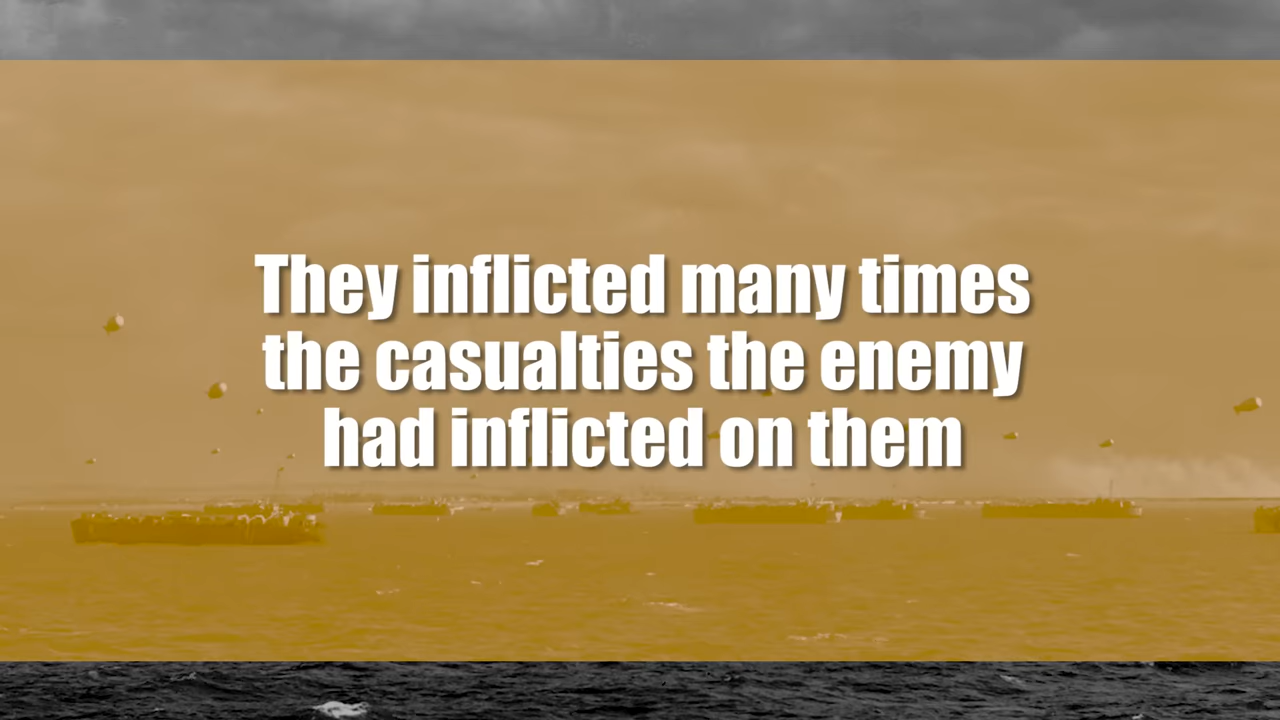 They inflicted many times
the casualties the enemy
had inflicted on them